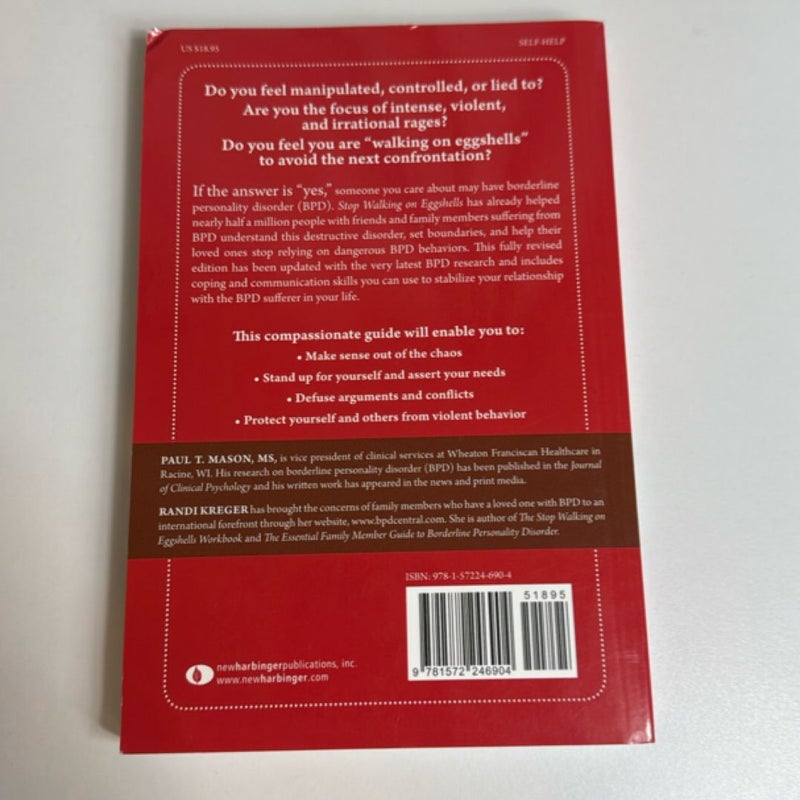 US $18.95
SELF-HELP
Do you feel manipulated, controlled, or lied to?
Are you the focus of intense, violent,
and irrational rages?
Do you feel you are “walking on eggshells”
to avoid the next confrontation?
If the answer is “yes,” someone you care about may have borderline
personality disorder (BPD). Stop Walking on Eggshells has already helped
nearly half a million people with friends and family members suffering from
BPD understand this destructive disorder, set boundaries, and help their
loved ones stop relying on dangerous BPD behaviors. This fully revised
edition has been updated with the very latest BPD research and includes
coping and communication skills you can use to stabilize your relationship
with the BPD sufferer in your life.
This compassionate guide will enable you to:
• Make sense out of the chaos
• Stand up for yourself and assert your needs
• Defuse arguments and conflicts
• Protect yourself and others from violent behavior
PAUL T. MASON, MS, is vice president of clinical services at Wheaton Franciscan Healthcare in
Racine, WI. His research on borderline personality disorder (BPD) has been published in the Journal
of Clinical Psychology and his written work has appeared in the news and print media.
RANDI KREGER has brought the concerns of family members who have a loved one with BPD to an
international forefront through her website, www.bpdcentral.com. She is author of The Stop Walking on
Eggshells Workbook and The Essential Family Member Guide to Borderline Personality Disorder.
ISBN: 978-1-57224-690-4
51895
9 781572 246904
newharbingerpublications, inc.
www.newharbinger.com